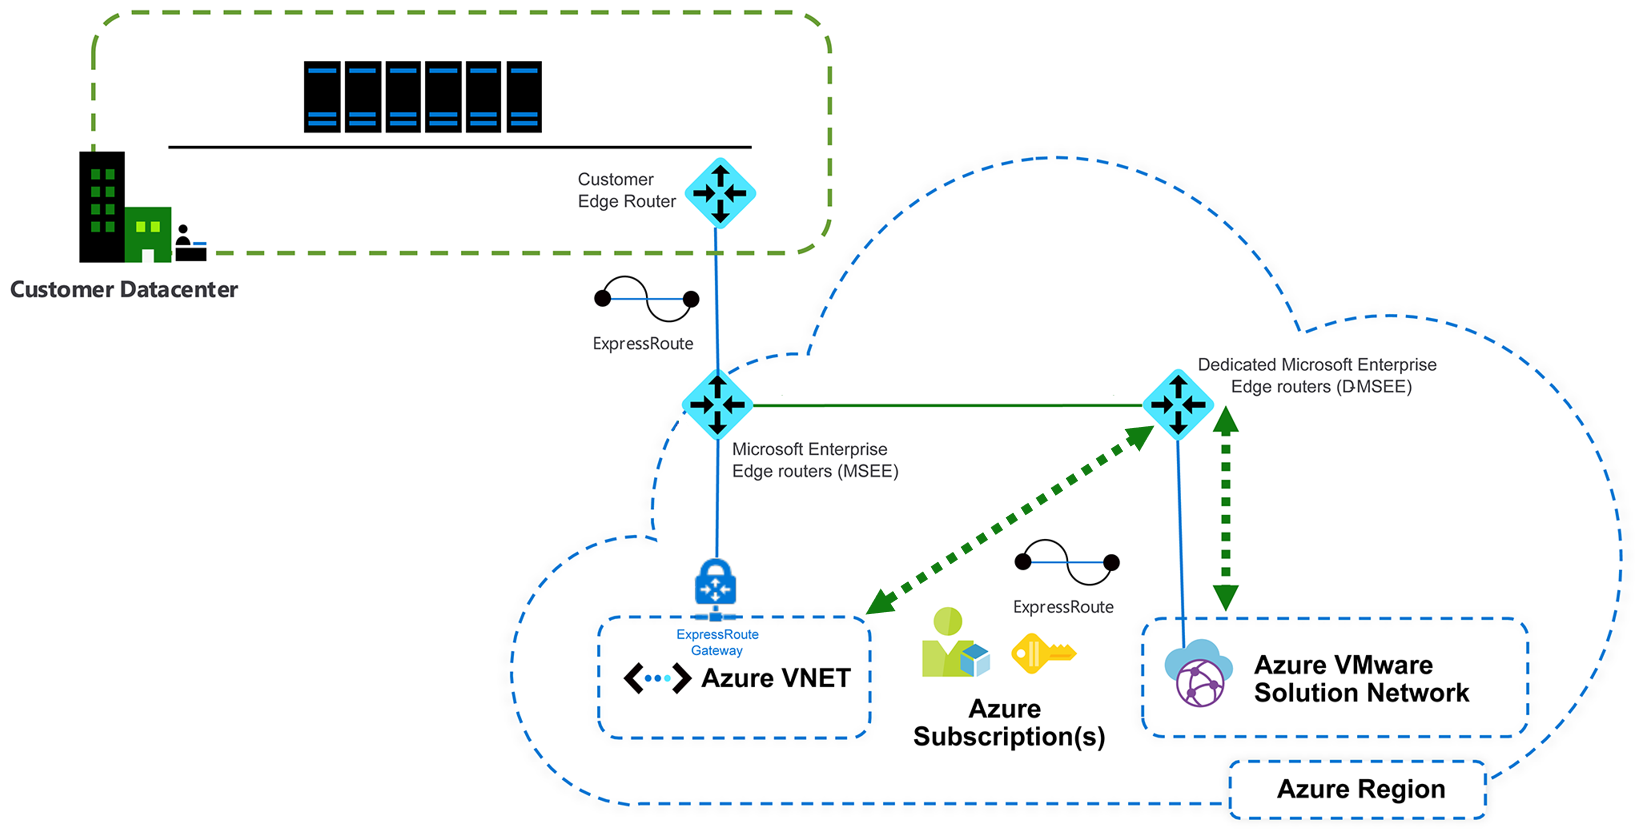 Customer
Edge Router
Customer Datacenter
ExpressRoute
Dedicated Microsoft Enterprise
Edge routers (D-MSEE)
Microsoft Enterprise
Edge routers (MSEE)
ExpressRoute
ExpressRoute
Gateway
Azure VNET
Azure
Subscription(s)
Azure VMware
Solution Network
Azure Region